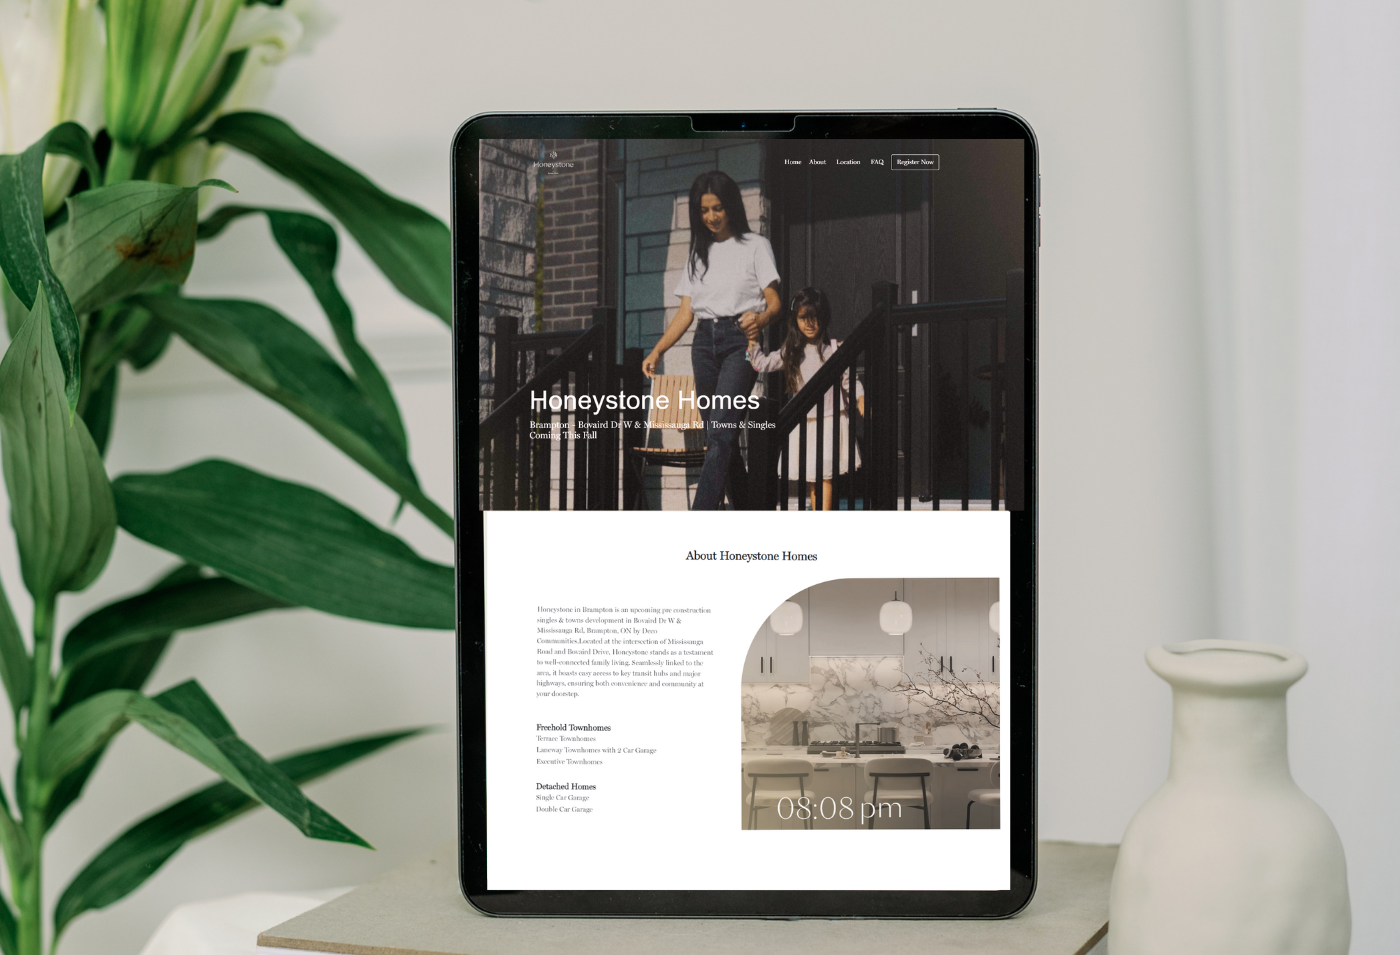 Honeystone
Home About Location FAQ Register Now
Honeystone Homes
Brampton - Bovaird Dr W & Mississauga Rd | Towns & Singles
Coming This Fall
About Honeystone Homes
Honeystone in Brampton is an upcoming pre construction
singles & towns development in Bovaird Dr W &
Mississauga Rd, Brampton, ON by Deco
Communities.Located at the intersection of Mississauga
Road and Bovaird Drive, Honeystone stands as a testament
to well-connected family living. Seamlessly linked to the
area, it boasts easy access to key transit hubs and major
highways, ensuring both convenience and community at
your doorstep.
Freehold Townhomes
Terrace Townhomes
Laneway Townhomes with 2 Car Garage
Executive Townhomes
Detached Homes
Single Car Garage
Double Car Garage
08:08 pm